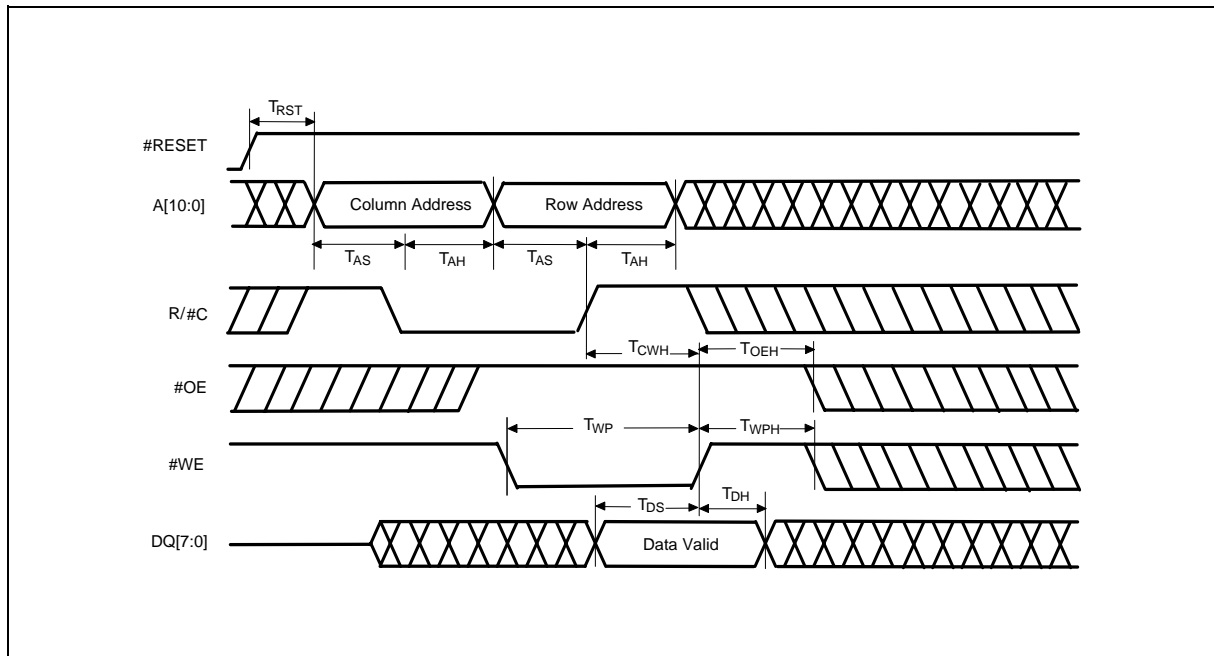 TRST
#RESET
A[10:0]
Column Address
Row Address
TAS
TAH
TAS
TAH
R/#C
TCWH
TOEH
#OE
TWP
TWPH
#WE
TDS
TDH
DQ[7:0]
Data Valid